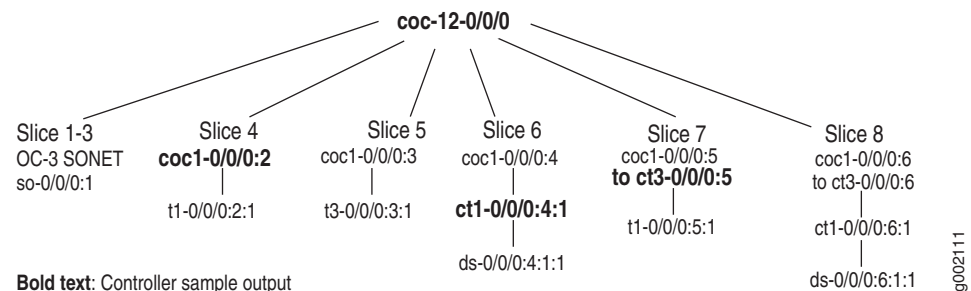 coc-12-0/0/0
Slice 1-3
OC-3 SONET
so-0/0/0:1
Slice 4
coc1-0/0/0:2
t1-0/0/0:2:1
Slice 5
coc1-0/0/0:3
t3-0/0/0:3:1
Slice 6
coc1-0/0/0:4
ct1-0/0/0:4:1
ds-0/0/0:4:1:1
Slice 7
coc1-0/0/0:5
to ct3-0/0/0:5
t1-0/0/0:5:1
Slice 8
coc1-0/0/0:6
to ct3-0/0/0:6
ct1-0/0/0:6:1
ds-0/0/0:6:1:1
Bold text: Controller sample output
g002111